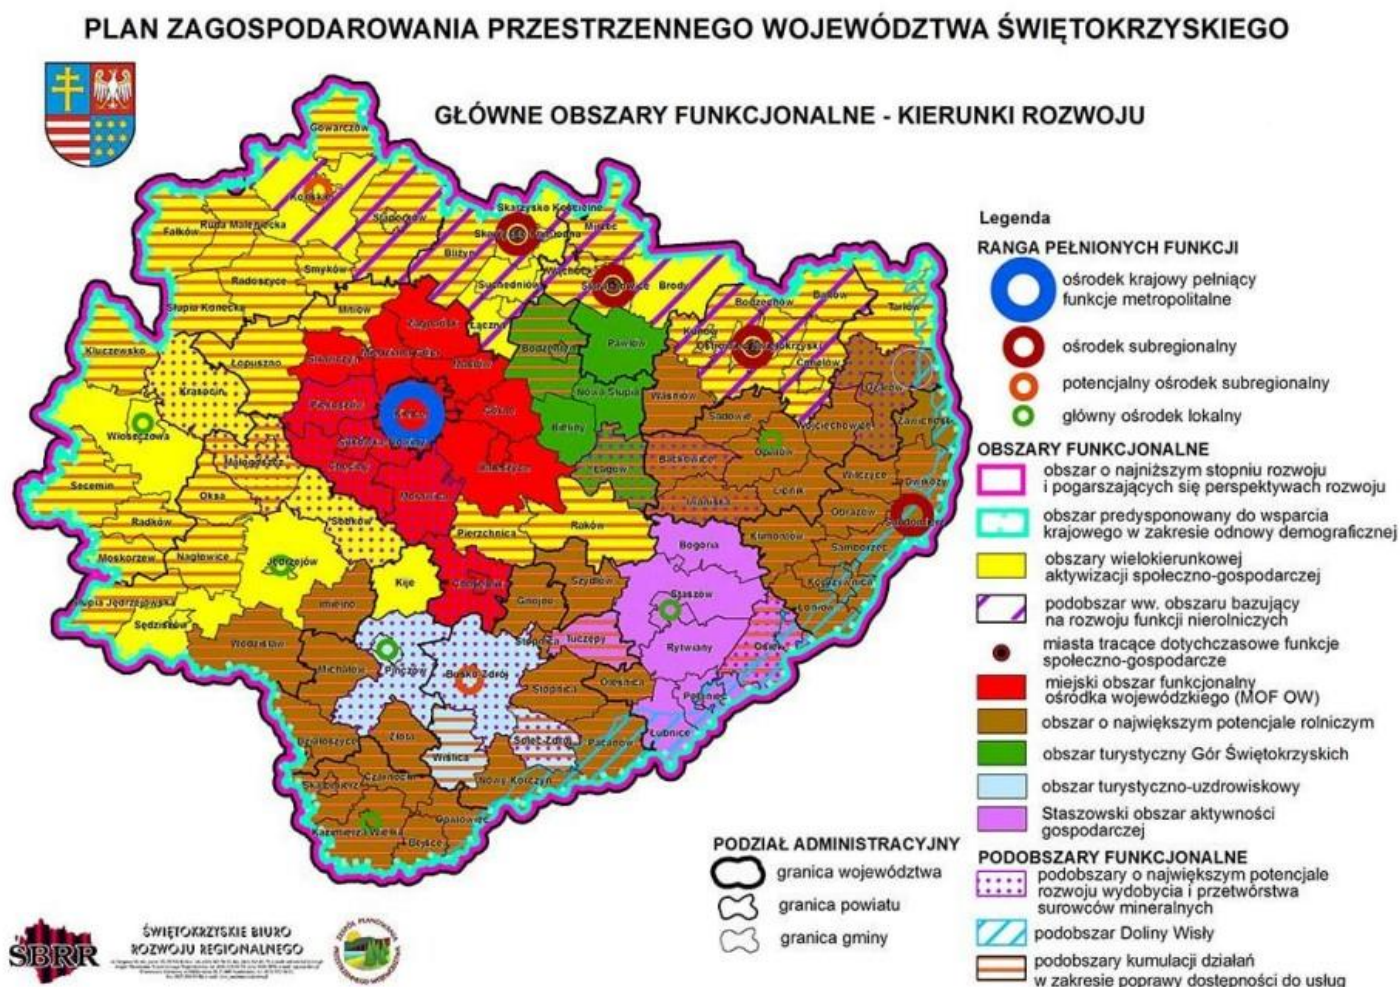 PLAN ZAGOSPODAROWANIA PRZESTRZENNEGO WOJEWÓDZTWA ŚWIĘTOKRZYSKIEGO
GŁÓWNE OBSZARY FUNKCJONALNE - KIERUNKI ROZWOJU
Gowarczów
Końskie
Stąporków
Ruda Maleniecka
Fałków
Smyków
Radoszyce
Słupia Konecka
Mniów
Skarżysko Kościelne
Mirzec
Bliżyn
Suchedniów
Wąchock
Brody
Łączna
Bodzechów
Bałtów
Tarłów
Kunów
Ćmielów
Ożarów
Zawichost
Kluczewsko
Łopuszno
Krasocin
Włoszczowa
Małogoszcz
Secemin
Oksa
Radków
Moskorzew
Nagłowice
Słupia Jędrzejowska
Sędziszów
Jędrzejów
Sobków
Kije
Imielno
Wodzisław
Zagnańsk
Piekoszów
Górno
Chęciny
Morawica
Daleszyce
Bodzentyn
Pawłów
Nowa Słupia
Bieliny
Łagów
Waśniów
Sadowie
Wojciechowice
Opatów
Baćkowice
Iwaniska
Lipnik
Wilczyce
Dwikozy
Obrazów
Sandomierz
Samborzec
Klimontów
Koprzywnica
Łoniów
Pierzchnica
Raków
Chmielnik
Gnojno
Szydłów
Bogoria
Staszów
Rytwiany
Osiek
Połaniec
Łubnice
Tuczępy
Stopnica
Oleśnica
Pacanów
Michałów
Pińczów
Busko Zdrój
Działoszyce
Złota
Wiślica
Solec Zdrój
Nowy Korczyn
Czarnocin
Skalbmierz
Kazimierza Wielka
Opatowiec
Bejsce
Legenda
RANGA PEŁNIONYCH FUNKCJI
ośrodek krajowy pełniący
funkcje metropolitalne
ośrodek subregionalny
potencjalny ośrodek subregionalny
główny ośrodek lokalny
OBSZARY FUNKCJONALNE
obszar o najniższym stopniu rozwoju
i pogarszających się perspektywach rozwoju
obszar predysponowany do wsparcia
krajowego w zakresie odnowy demograficznej
obszary wielokierunkowej
aktywizacji społeczno-gospodarczej
podobszar ww. obszaru bazujący
na rozwoju funkcji nierolniczych
miasta tracące dotychczasowe funkcje
społeczno-gospodarcze
miejski obszar funkcjonalny
ośrodka wojewódzkiego (MOF OW)
obszar o największym potencjale rolniczym
obszar turystyczny Gór Świętokrzyskich
obszar turystyczno-uzdrowiskowy
Staszowski obszar aktywności
gospodarczej
PODOBSZARY FUNKCJONALNE
podobszary o największym potencjale
rozwoju wydobycia i przetwórstwa
surowców mineralnych
podobszar Doliny Wisły
podobszary kumulacji działań
w zakresie poprawy dostępności do usług
PODZIAŁ ADMINISTRACYJNY
granica województwa
granica powiatu
granica gminy
ŚBRR
ŚWIĘTOKRZYSKIE BIURO
ROZWOJU REGIONALNEGO